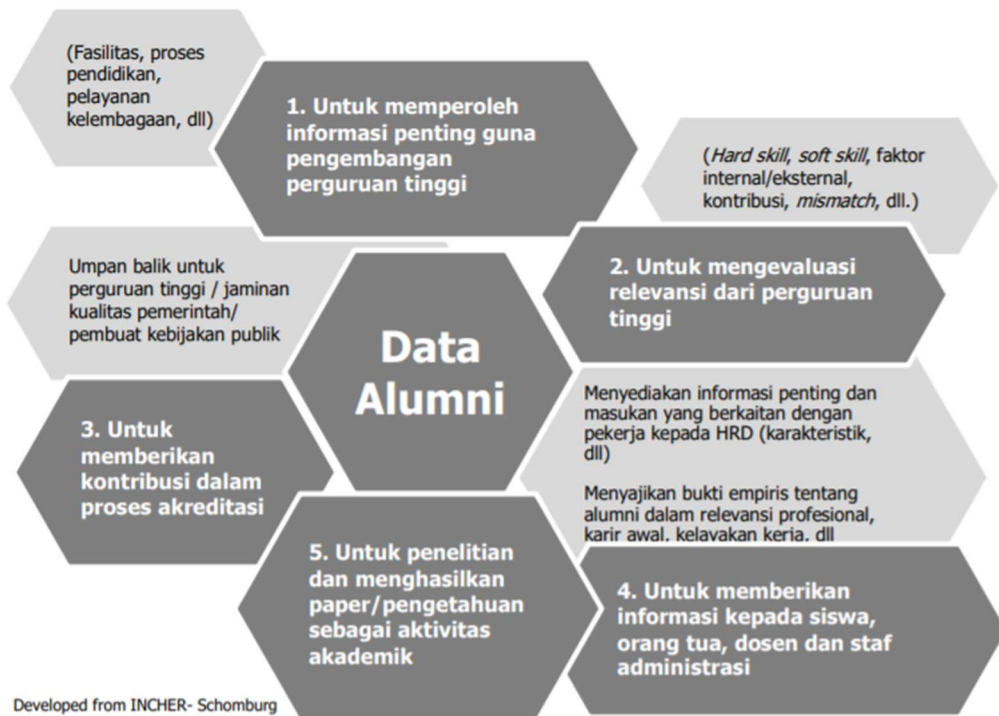 (Fasilitas, proses
pendidikan,
pelayanan
kelembagaan, dll)
1. Untuk memperoleh
informasi penting guna
pengembangan
perguruan tinggi
(Hard skill, soft skill, faktor
internal/eksternal,
kontribusi, mismatch, dll.)
2. Untuk mengevaluasi
relevansi dari perguruan
tinggi
Umpan balik untuk
perguruan tinggi / jaminan
kualitas pemerintah/
pembuat kebijakan publik
Data
Alumni
3. Untuk
memberikan
kontribusi dalam
proses akreditasi
Menyediakan informasi penting dan
masukan yang berkaitan dengan
pekerja kepada HRD (karakteristik,
dll)
Menyajikan bukti empiris tentang
alumni dalam relevansi profesional,
karir awal. kelayakan kerja. dll
4. Untuk memberikan
informasi kepada siswa,
orang tua, dosen dan staf
administrasi
5. Untuk penelitian
dan menghasilkan
paper/pengetahuan
sebagai aktivitas
akademik
Developed from INCHER- Schomburg